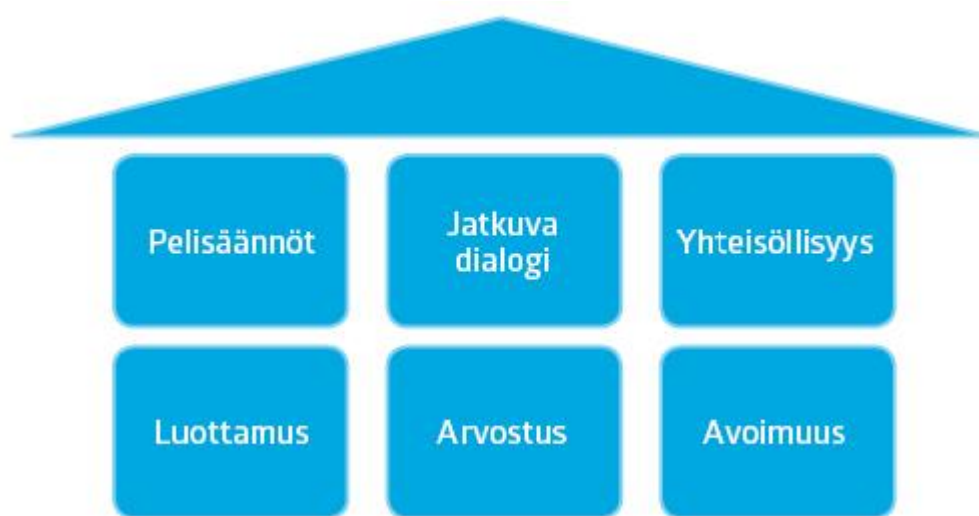 Pelisäännöt
Jatkuva
dialogi
Yhteisöllisyys
Luottamus
Arvostus
Avoimuus